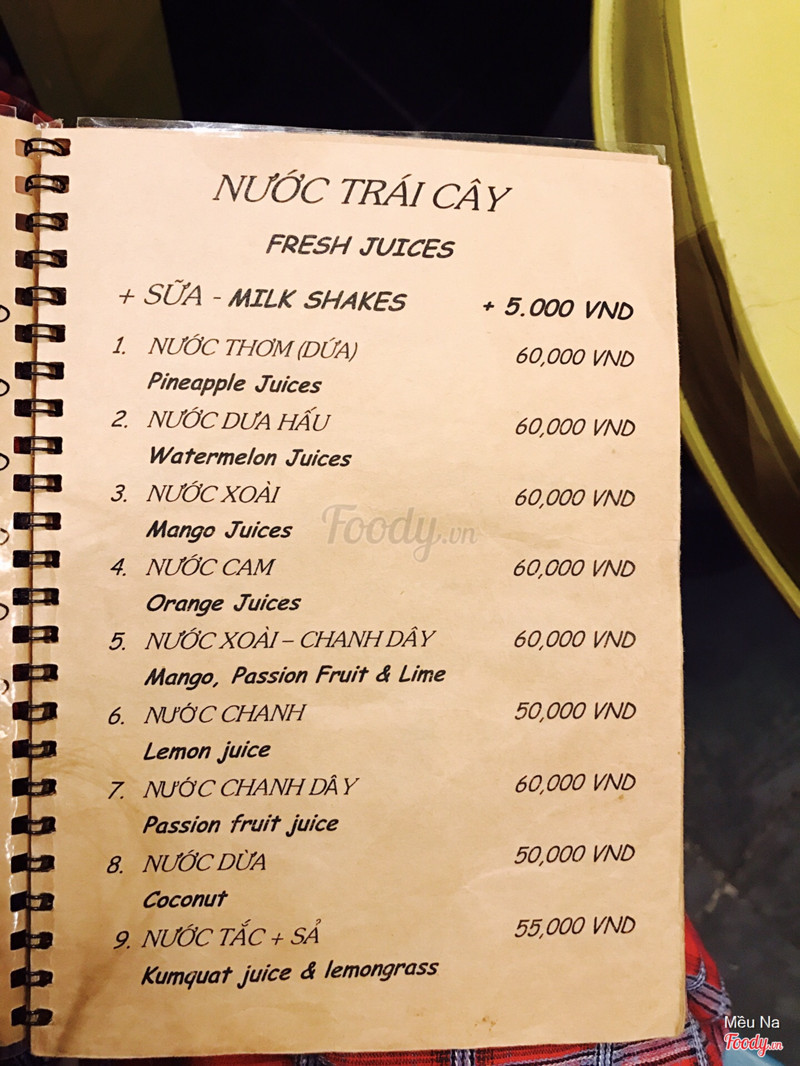 NƯỚC TRÁI CÂY
FRESH JUICES
+ SỮA - MILK SHAKES + 5.000 VND
1. NƯỚC THƠM (DỨA) 60,000 VND
Pineapple Juices
2. NƯỚC DƯA HẤU 60,000 VND
Watermelon Juices
3. NƯỚC XOÀI 60,000 VND
Mango Juices
4. NƯỚC CAM 60,000 VND
Orange Juices
5. NƯỚC XOÀI – CHANH DÂY 60,000 VND
Mango, Passion Fruit & Lime
6. NƯỚC CHANH 50,000 VND
Lemon juice
7. NƯỚC CHANH DÂY 60,000 VND
Passion fruit juice
8. NƯỚC DỪA 50,000 VND
Coconut
9. NƯỚC TẮC + SẢ 55,000 VND
Kumquat juice & lemongrass
Foody.vn
Mều Na
Foody.vn